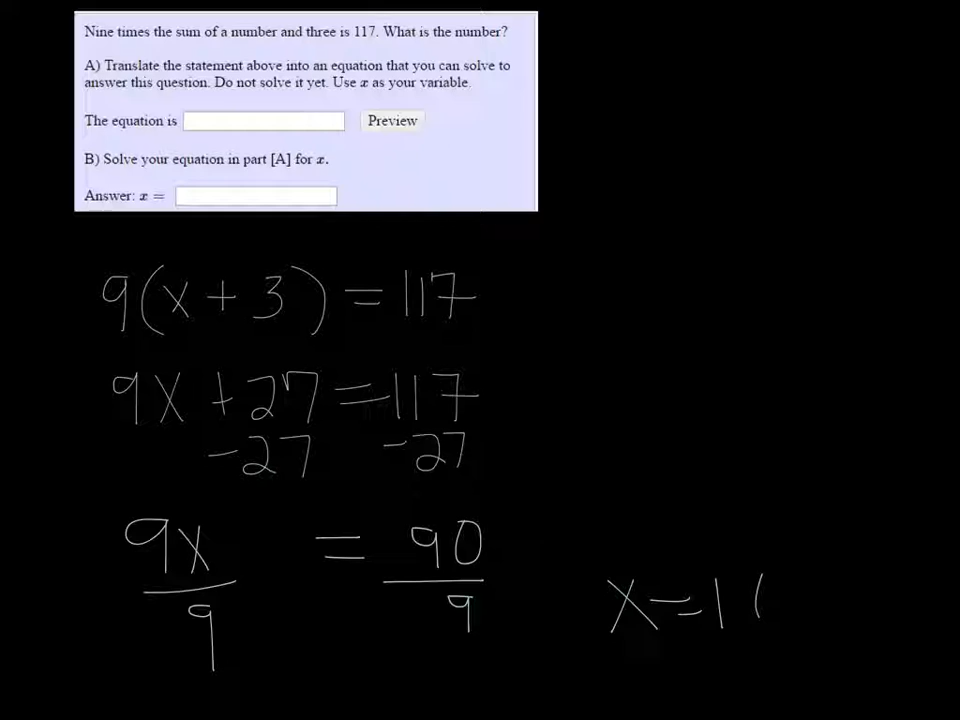 Nine times the sum of a number and three is 117. What is the number?
A) Translate the statement above into an equation that you can solve to
answer this question. Do not solve it yet. Use x as your variable.
The equation is Preview
B) Solve your equation in part [A] for x.
Answer: x =
9(x + 3) = 117
9x + 27 = 117
-27 -27
9x = 90
9 9
x = 1